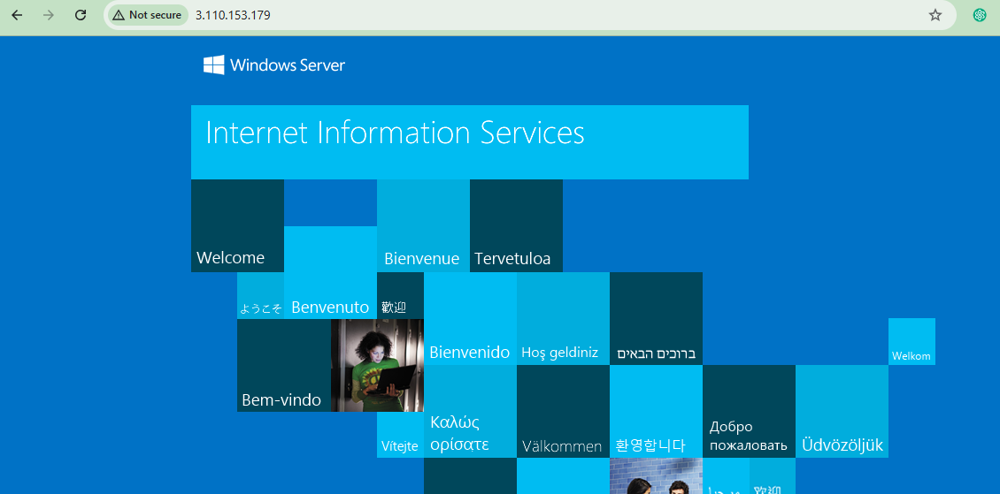 Not secure
3.110.153.179
Windows Server
Internet Information Services
Welcome
Bienvenue
Tervetuloa
ようこそ
Benvenuto
歡迎
Bienvenido
Hoş geldiniz
ברוכים הבאים
Welkom
Bem-vindo
Vítejte
Καλώς
ορίσατε
Välkommen
환영합니다
Добро
пожаловать
Üdvözöljük